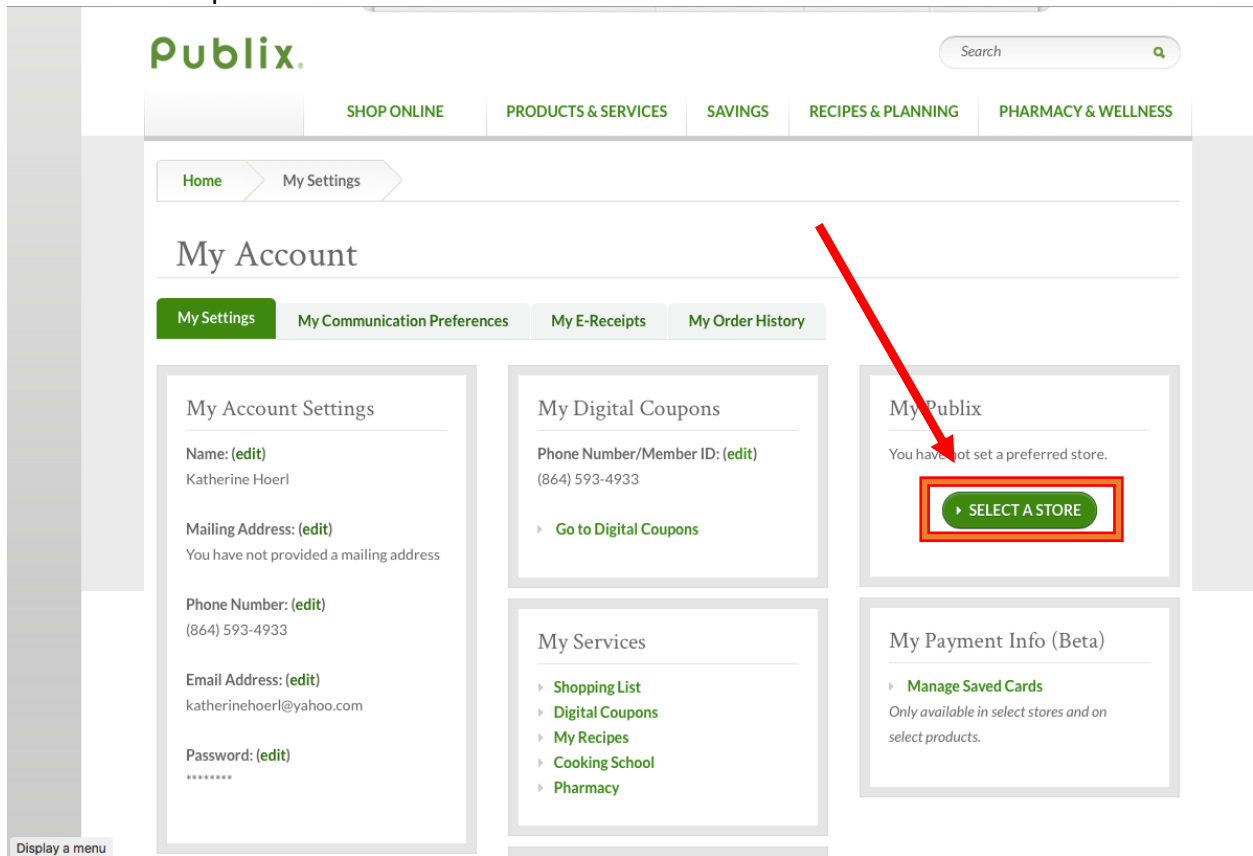 Publix.
Search
SHOP ONLINE
PRODUCTS & SERVICES
SAVINGS
RECIPES & PLANNING
PHARMACY & WELLNESS
Home
My Settings
My Account
My Settings
My Communication Preferences
My E-Receipts
My Order History
My Account Settings
Name: (edit)
Katherine Hoerl
Mailing Address: (edit)
You have not provided a mailing address
Phone Number: (edit)
(864) 593-4933
Email Address: (edit)
katherinehoerl@yahoo.com
Password: (edit)
********
My Digital Coupons
Phone Number/Member ID: (edit)
(864) 593-4933
Go to Digital Coupons
My Services
Shopping List
Digital Coupons
My Recipes
Cooking School
Pharmacy
My Publix
You have not set a preferred store.
SELECT A STORE
My Payment Info (Beta)
Manage Saved Cards
Only available in select stores and on
select products.
Display a menu